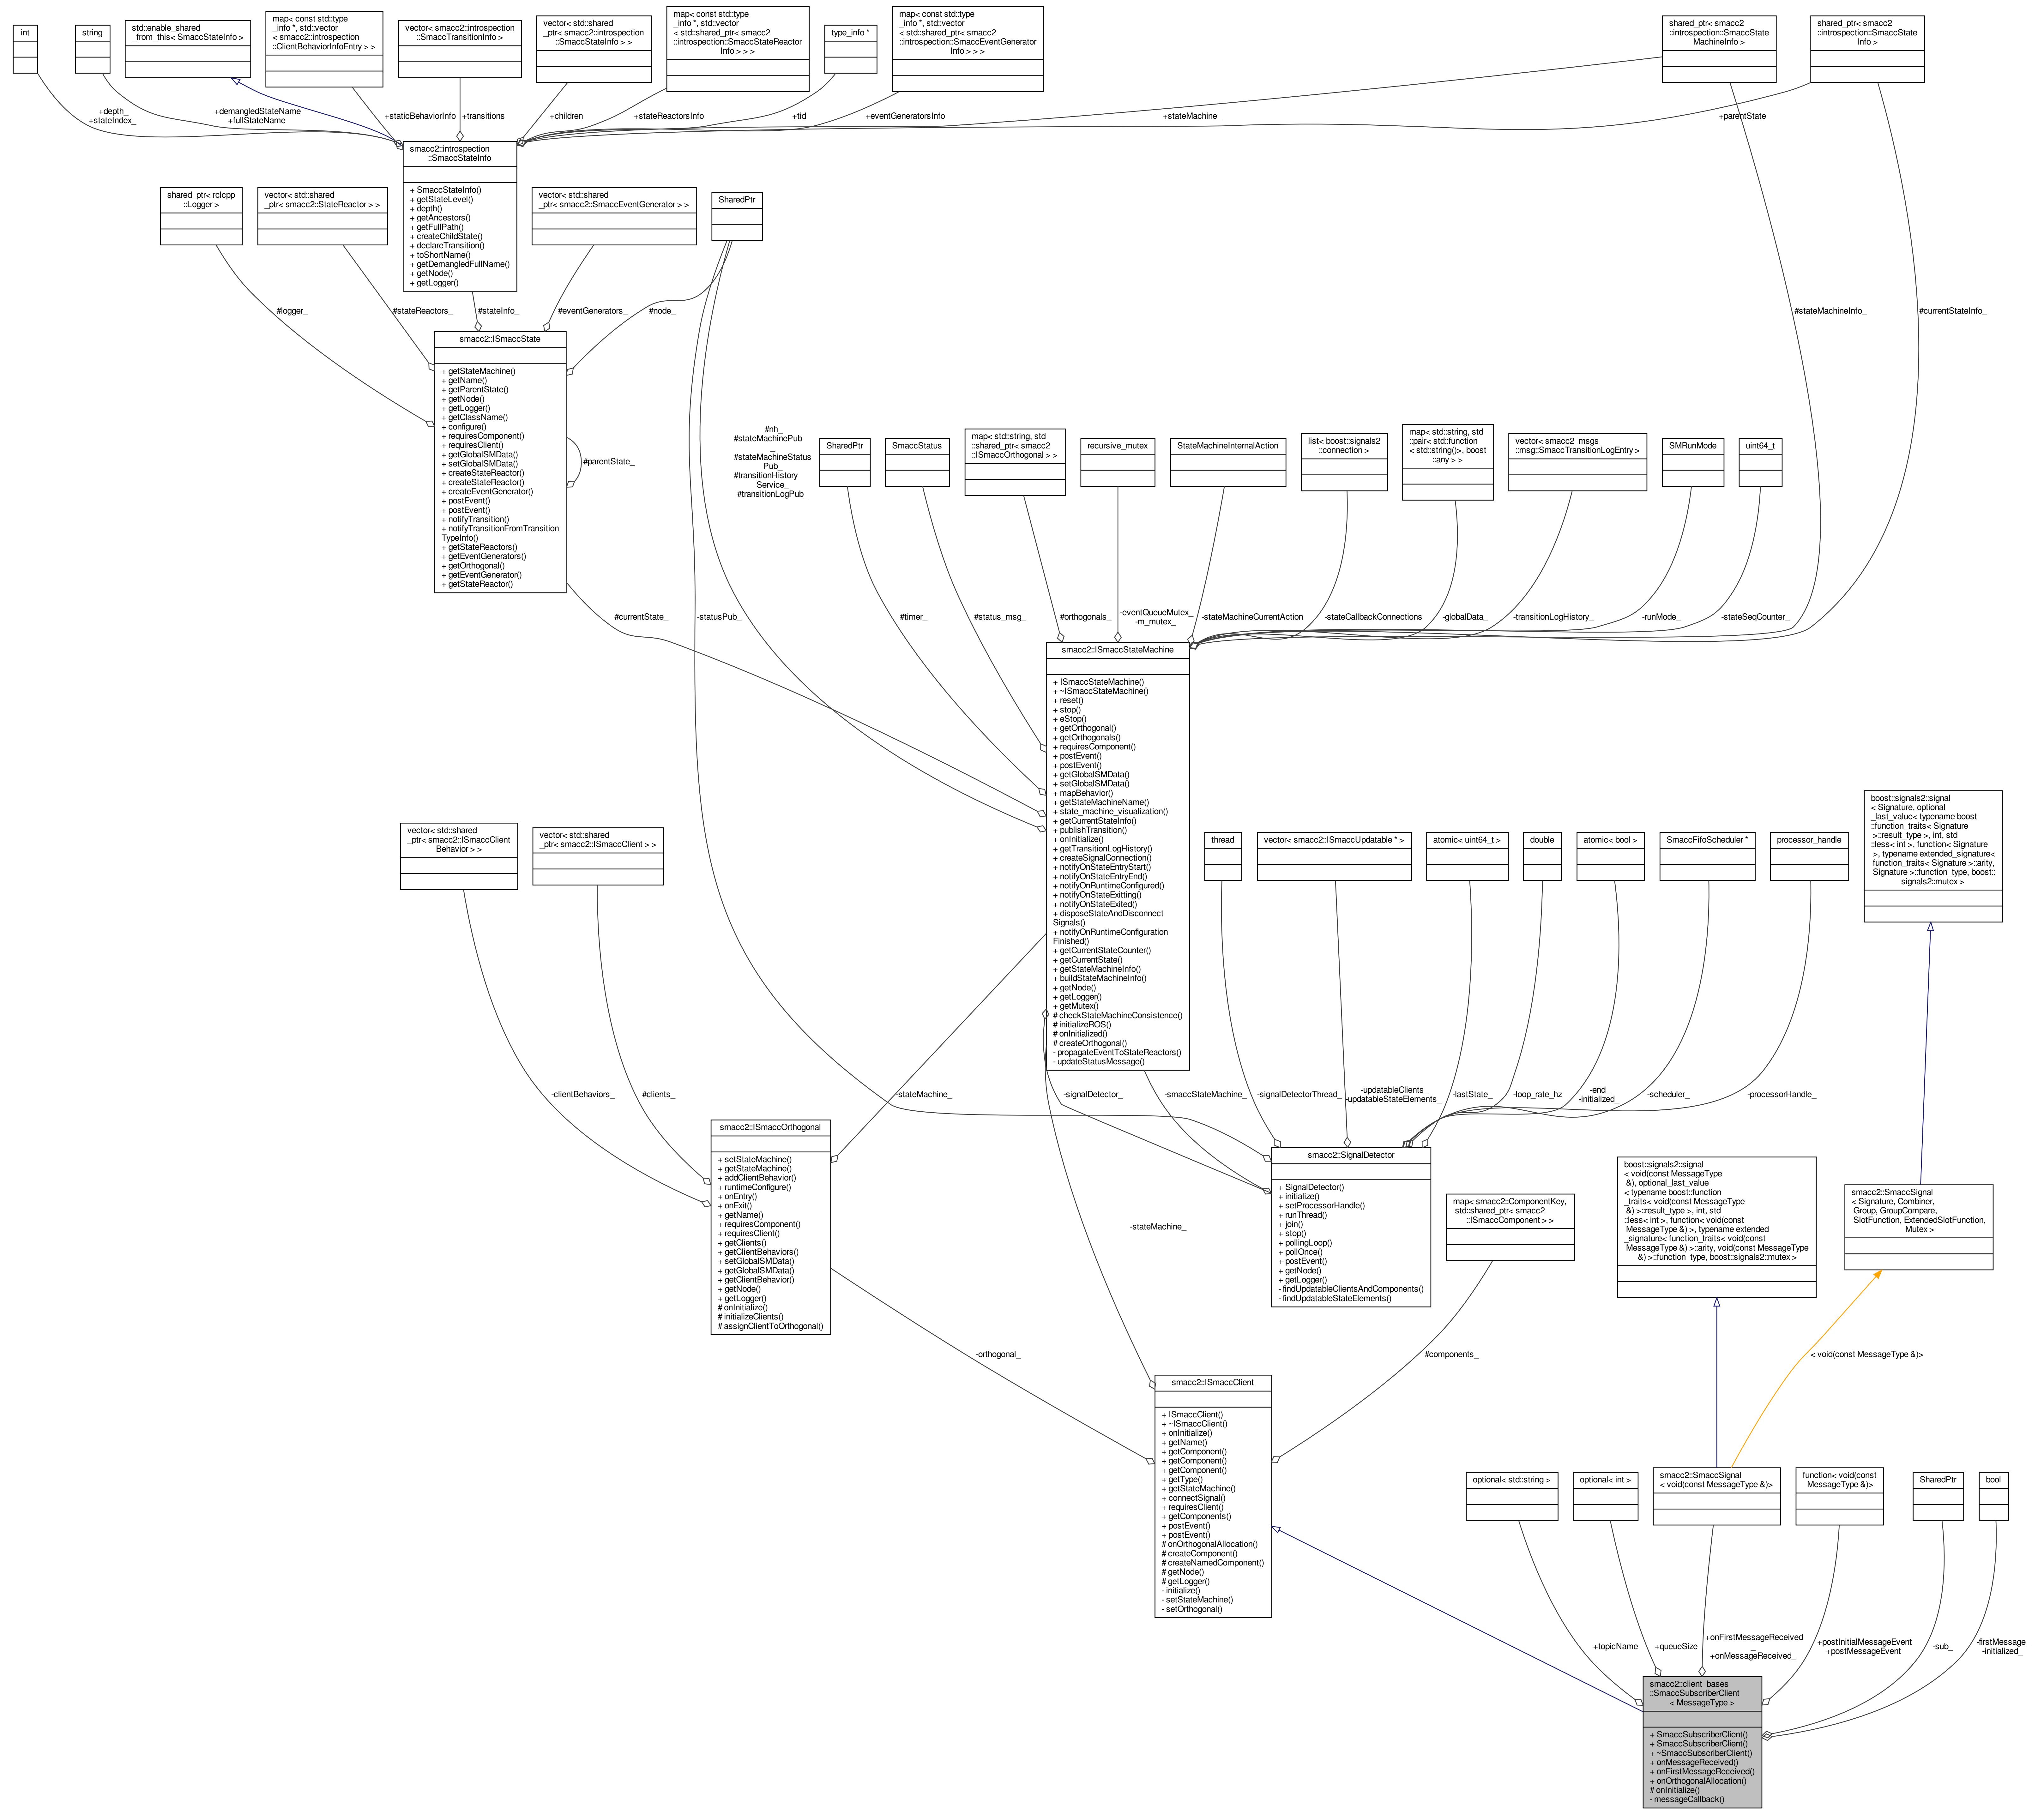 int
string
std::enable_shared
_from_this< SmaccStateInfo >
map< const std::type
_info *, std::vector
< smacc2::introspection
::ClientBehaviorInfoEntry > >
vector< smacc2::introspection
::SmaccTransitionInfo >
vector< std::shared
_ptr< smacc2::introspection
::SmaccStateInfo > >
map< const std::type
_info *, std::vector
< std::shared_ptr< smacc2
::introspection::SmaccStateReactor
Info > > >
type_info *
map< const std::type
_info *, std::vector
< std::shared_ptr< smacc2
::introspection::SmaccEventGenerator
Info > > >
shared_ptr< smacc2
::introspection::SmaccState
MachineInfo >
shared_ptr< smacc2
::introspection::SmaccState
Info >
+depth_
+stateIndex_
+demangledStateName
+fullStateName
+staticBehaviorInfo
+transitions_
+children_
+stateReactorsInfo
+tid_
+eventGeneratorsInfo
+stateMachine_
+parentState_
smacc2::introspection
::SmaccStateInfo
+ SmaccStateInfo()
+ getStateLevel()
+ depth()
+ getAncestors()
+ getFullPath()
+ createChildState()
+ declareTransition()
+ toShortName()
+ getDemangledFullName()
+ getNode()
+ getLogger()
shared_ptr< rclcpp
::Logger >
vector< std::shared
_ptr< smacc2::StateReactor > >
vector< std::shared
_ptr< smacc2::SmaccEventGenerator > >
SharedPtr
#logger_
#stateReactors_
#stateInfo_
#eventGenerators_
#node_
#stateMachineInfo_
#currentStateInfo_
smacc2::ISmaccState
+ getStateMachine()
+ getName()
+ getParentState()
+ getNode()
+ getLogger()
+ getClassName()
+ configure()
+ requiresComponent()
+ requiresClient()
+ getGlobalSMData()
+ setGlobalSMData()
+ createStateReactor()
+ createStateReactor()
+ createEventGenerator()
+ postEvent()
+ postEvent()
+ notifyTransition()
+ notifyTransitionFromTransition
TypeInfo()
+ getStateReactors()
+ getEventGenerators()
+ getOrthogonal()
+ getEventGenerator()
+ getStateReactor()
#parentState_
#nh_
#stateMachinePub
_
#stateMachineStatus
Pub_
#transitionHistory
Service_
#transitionLogPub_
SharedPtr
SmaccStatus
map< std::string, std
::shared_ptr< smacc2
::ISmaccOrthogonal > >
recursive_mutex
StateMachineInternalAction
list< boost::signals2
::connection >
map< std::string, std
::pair< std::function
< std::string()>, boost
::any > >
vector< smacc2_msgs
::msg::SmaccTransitionLogEntry >
SMRunMode
uint64_t
#currentState_
-statusPub_
#timer_
#status_msg_
#orthogonals_
-eventQueueMutex_
-m_mutex_
-stateMachineCurrentAction
-stateCallbackConnections
-globalData_
-transitionLogHistory_
-runMode_
-stateSeqCounter_
smacc2::ISmaccStateMachine
+ ISmaccStateMachine()
+ ~ISmaccStateMachine()
+ reset()
+ stop()
+ eStop()
+ getOrthogonal()
+ getOrthogonals()
+ requiresComponent()
+ postEvent()
+ postEvent()
+ getGlobalSMData()
+ setGlobalSMData()
+ mapBehavior()
+ getStateMachineName()
+ state_machine_visualization()
+ getCurrentStateInfo()
+ publishTransition()
+ onInitialize()
+ getTransitionLogHistory()
+ createSignalConnection()
+ notifyOnStateEntryStart()
+ notifyOnStateEntryEnd()
+ notifyOnRuntimeConfigured()
+ notifyOnStateExitting()
+ notifyOnStateExited()
+ disposeStateAndDisconnect
Signals()
+ notifyOnRuntimeConfiguration
Finished()
+ getCurrentStateCounter()
+ getCurrentState()
+ getStateMachineInfo()
+ buildStateMachineInfo()
+ getNode()
+ getLogger()
+ getMutex()
# checkStateMachineConsistence()
# initializeROS()
# onInitialized()
# createOrthogonal()
- propagateEventToStateReactors()
- updateStatusMessage()
vector< std::shared
_ptr< smacc2::ISmaccClient
Behavior > >
vector< std::shared
_ptr< smacc2::ISmaccClient > >
thread
vector< smacc2::ISmaccUpdatable * >
atomic< uint64_t >
double
atomic< bool >
SmaccFifoScheduler *
processor_handle
boost::signals2::signal
< Signature, optional
_last_value< typename boost
::function_traits< Signature
>::result_type >, int, std
::less< int >, function< Signature
>, typename extended_signature<
function_traits< Signature >::arity,
Signature >::function_type, boost::
signals2::mutex >
-clientBehaviors_
#clients_
-stateMachine_
-signalDetector_
-smaccStateMachine_
-signalDetectorThread_
-updatableClients_
-updatableStateElements_
-lastState_
-loop_rate_hz
-end_
-initialized_
-scheduler_
-processorHandle_
smacc2::ISmaccOrthogonal
+ setStateMachine()
+ getStateMachine()
+ addClientBehavior()
+ runtimeConfigure()
+ onEntry()
+ onExit()
+ getName()
+ requiresComponent()
+ requiresClient()
+ getClients()
+ getClientBehaviors()
+ setGlobalSMData()
+ getGlobalSMData()
+ getClientBehavior()
+ getNode()
+ getLogger()
# onInitialize()
# initializeClients()
# assignClientToOrthogonal()
smacc2::SignalDetector
+ SignalDetector()
+ initialize()
+ setProcessorHandle()
+ runThread()
+ join()
+ stop()
+ pollingLoop()
+ pollOnce()
+ postEvent()
+ getNode()
+ getLogger()
- findUpdatableClientsAndComponents()
- findUpdatableStateElements()
map< smacc2::ComponentKey,
std::shared_ptr< smacc2
::ISmaccComponent > >
boost::signals2::signal
< void(const MessageType
&), optional_last_value
< typename boost::function
_traits< void(const MessageType
&) >::result_type >, int, std
::less< int >, function< void(const
MessageType &) >, typename extended
_signature< function_traits< void(const
MessageType &) >::arity, void(const MessageType
&) >::function_type, boost::signals2::mutex >
smacc2::SmaccSignal
< Signature, Combiner,
Group, GroupCompare,
SlotFunction, ExtendedSlotFunction,
Mutex >
-stateMachine_
-orthogonal_
#components_
< void(const MessageType &)>
smacc2::ISmaccClient
+ ISmaccClient()
+ ~ISmaccClient()
+ onInitialize()
+ getName()
+ getComponent()
+ getComponent()
+ getComponent()
+ getType()
+ getStateMachine()
+ connectSignal()
+ requiresClient()
+ getComponents()
+ postEvent()
+ postEvent()
# onOrthogonalAllocation()
# createComponent()
# createNamedComponent()
# getNode()
# getLogger()
- initialize()
- setStateMachine()
- setOrthogonal()
optional< std::string >
optional< int >
smacc2::SmaccSignal
< void(const MessageType &)>
function< void(const
MessageType &)>
SharedPtr
bool
+topicName
+queueSize
+onFirstMessageReceived
_
+onMessageReceived_
+postInitialMessageEvent
+postMessageEvent
-sub_
-firstMessage_
-initialized_
smacc2::client_bases
::SmaccSubscriberClient
< MessageType >
+ SmaccSubscriberClient()
+ SmaccSubscriberClient()
+ ~SmaccSubscriberClient()
+ onMessageReceived()
+ onFirstMessageReceived()
+ onOrthogonalAllocation()
# onInitialize()
- messageCallback()